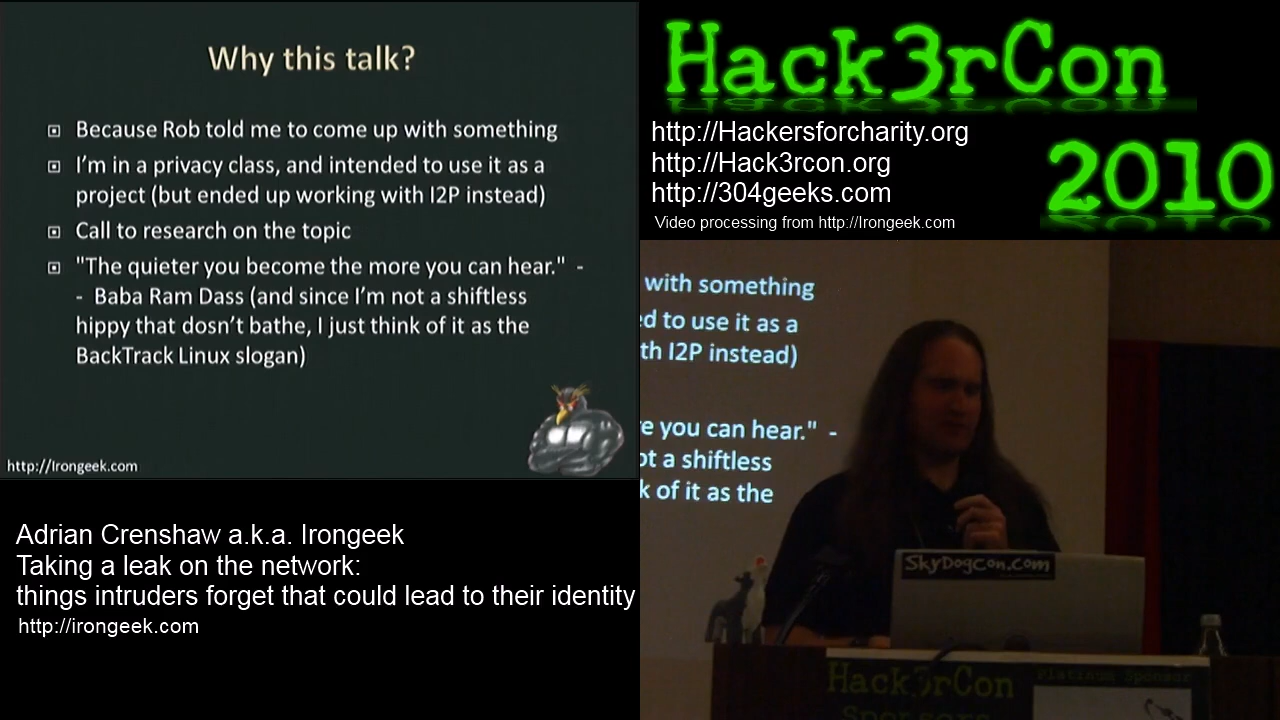 Why this talk?
Because Rob told me to come up with something
I'm in a privacy class, and intended to use it as a
project (but ended up working with I2P instead)
Call to research on the topic
"The quieter you become the more you can hear." -
- Baba Ram Dass (and since I'm not a shiftless
hippy that dosn't bathe, I just think of it as the
BackTrack Linux slogan)
http://Irongeek.com
Hack3rCon
2010
http://Hackersforcharity.org
http://Hack3rcon.org
http://304geeks.com
Video processing from http://Irongeek.com
with something
ed to use it as a
th I2P instead)
e you can hear." -
ot a shiftless
k of it as the
SkyDogCon.com
Hack3rCon
Platinum Sponsor
Sponsors
Adrian Crenshaw a.k.a. Irongeek
Taking a leak on the network:
things intruders forget that could lead to their identity
http://irongeek.com